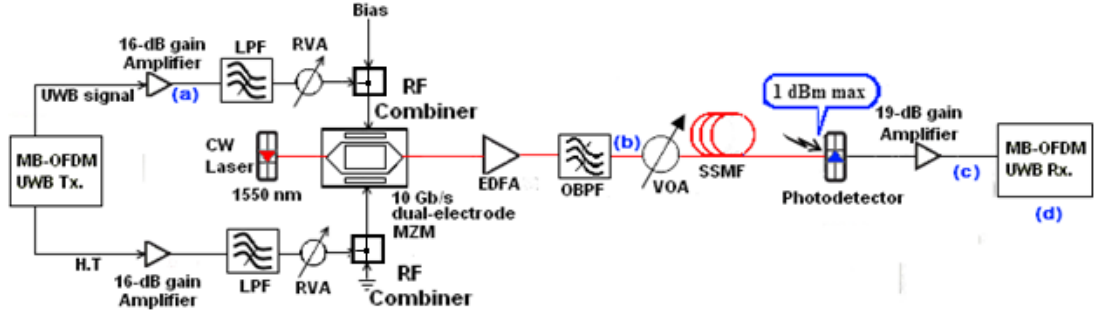 Bias
16-dB gain
Amplifier
LPF
RVA
RF
Combiner
UWB signal
(a)
1 dBm max
19-dB gain
Amplifier
MB-OFDM
UWB Tx.
CW
Laser
1550 nm
EDFA
OBPF
(b)
VOA
SSMF
Photodetector
(c)
MB-OFDM
UWB Rx.
(d)
10 Gb/s
dual-electrode
MZM
H.T
16-dB gain
Amplifier
LPF
RVA
RF
Combiner